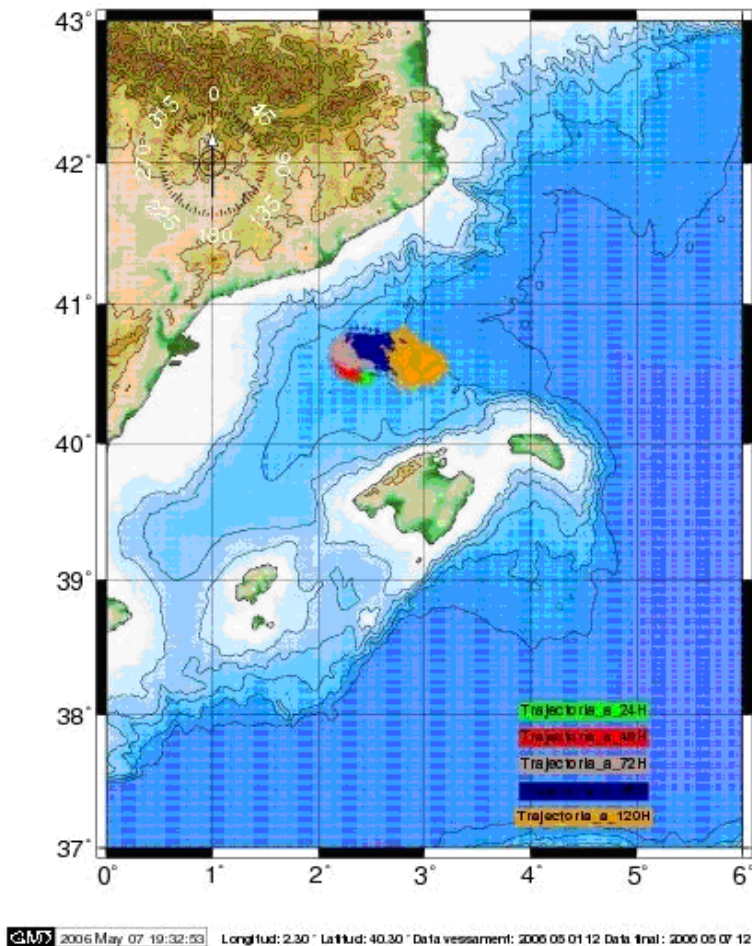 43°
42°
41°
40°
39°
38°
37°
0
45
90
135
180
225
270
315
Trajectoria_a_24H
Trajectoria_a_48H
Trajectoria_a_72H
Trajectoria_a_120H
0° 1° 2° 3° 4° 5° 6°
GMD 2006 May 07 19:32:53 Longitud: 2.30 ° Latitud: 40.30 ° Data vessament: 2006 05 01 12 Data final: 2006 05 07 12